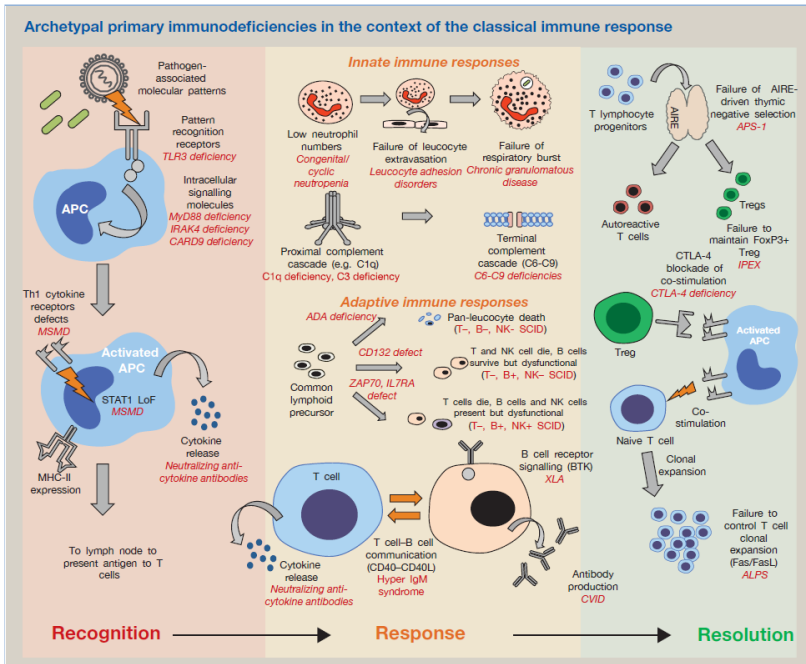 Archetypal primary immunodeficiencies in the context of the classical immune response
Pathogen-
associated
molecular patterns
Pattern
recognition
receptors
TLR3 deficiency
Intracellular
signalling
molecules
MyD88 deficiency
IRAK4 deficiency
CARD9 deficiency
APC
Th1 cytokine
receptors
defects
MSMD
Activated
APC
STAT1 LoF
MSMD
Cytokine
release
Neutralizing anti-
cytokine antibodies
MHC-II
expression
To lymph node to
present antigen to T
cells
Recognition
Innate immune responses
Low neutrophil
numbers
Congenital/
cyclic
neutropenia
Failure of leucocyte
extravasation
Leucocyte adhesion
disorders
Failure of
respiratory burst
Chronic granulomatous
disease
Proximal complement
cascade (e.g. C1q)
C1q deficiency, C3 deficiency
Terminal
complement
cascade (C6-C9)
C6-C9 deficiencies
Adaptive immune responses
ADA deficiency
Pan-leucocyte death
(T–, B–, NK- SCID)
CD132 defect
T and NK cell die, B cells
survive but dysfunctional
(T–, B+, NK– SCID)
Common
lymphoid
precursor
ZAP70, IL7RA
defect
T cells die, B cells and NK cells
present but dysfunctional
(T–, B+, NK+ SCID)
T cell
B cell receptor
signalling (BTK)
XLA
Cytokine
release
Neutralizing anti-
cytokine antibodies
T cell–B cell
communication
(CD40–CD40L)
Hyper IgM
syndrome
Antibody
production
CVID
Response
T lymphocyte
progenitors
AIRE
Failure of AIRE-
driven thymic
negative selection
APS-1
Autoreactive
T cells
Tregs
Failure to
maintain FoxP3+
Treg
IPEX
CTLA-4
blockade of
co-stimulation
CTLA-4 deficiency
Treg
Activated
APC
Naive T cell
Co-
stimulation
Clonal
expansion
Failure to
control T cell
clonal
expansion
(Fas/FasL)
ALPS
Resolution